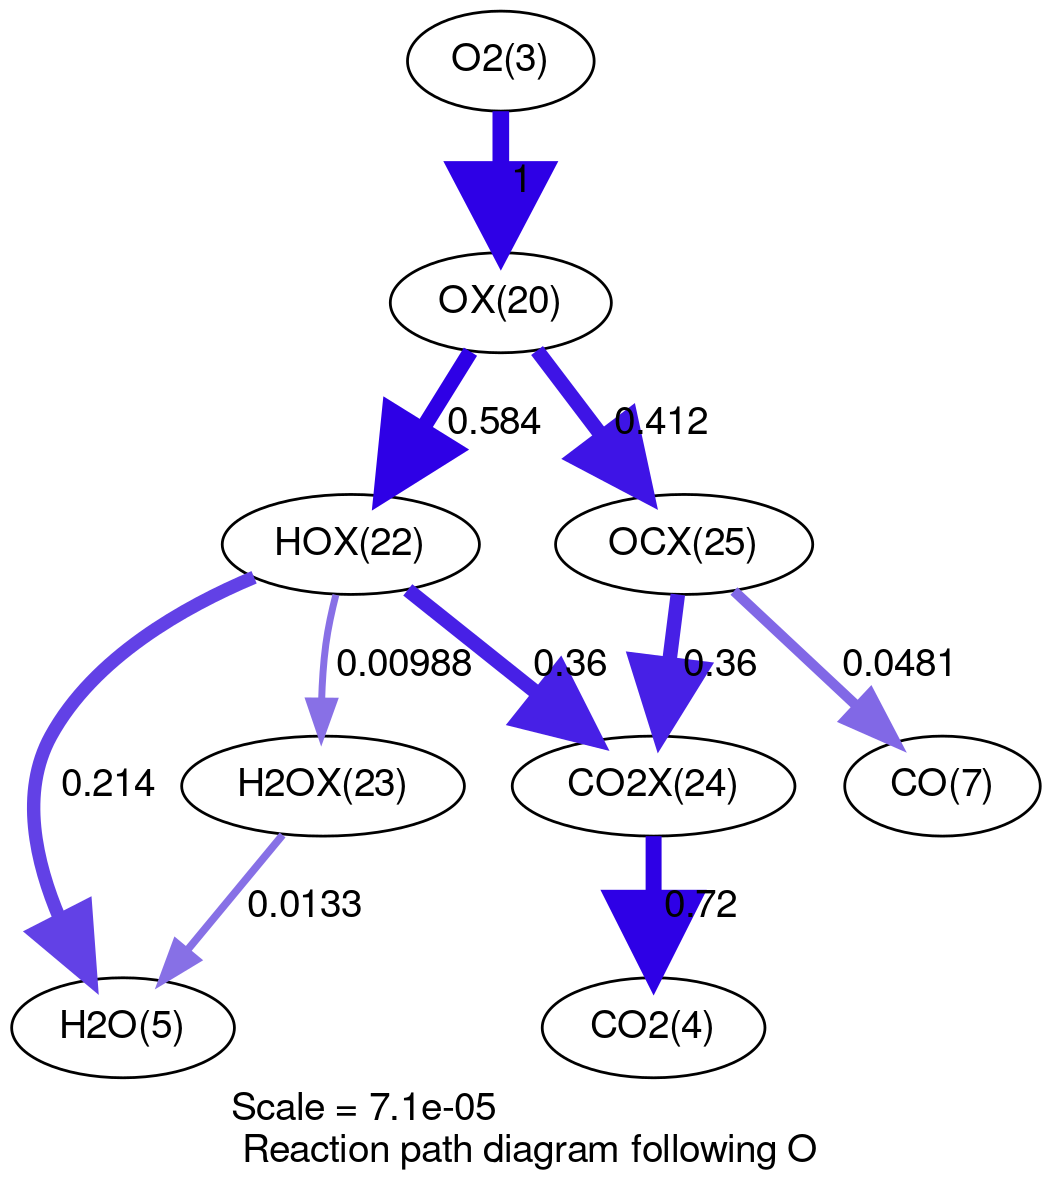 O2(3)
1
OX(20)
0.584
0.412
HOX(22)
OCX(25)
0.00988
0.36
0.36
0.0481
0.214
H2OX(23)
CO2X(24)
CO(7)
0.0133
0.72
H2O(5)
CO2(4)
Scale = 7.1e-05
Reaction path diagram following O